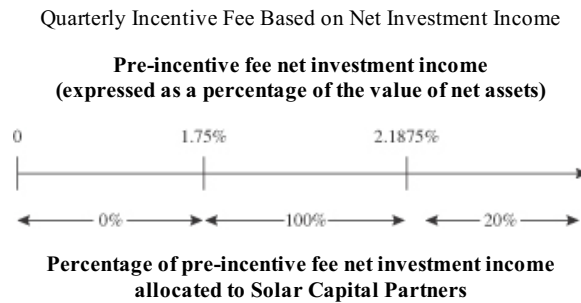 Quarterly Incentive Fee Based on Net Investment Income
Pre-incentive fee net investment income
(expressed as a percentage of the value of net assets)
0 1.75% 2.1875%
0% 100% 20%
Percentage of pre-incentive fee net investment income
allocated to Solar Capital Partners